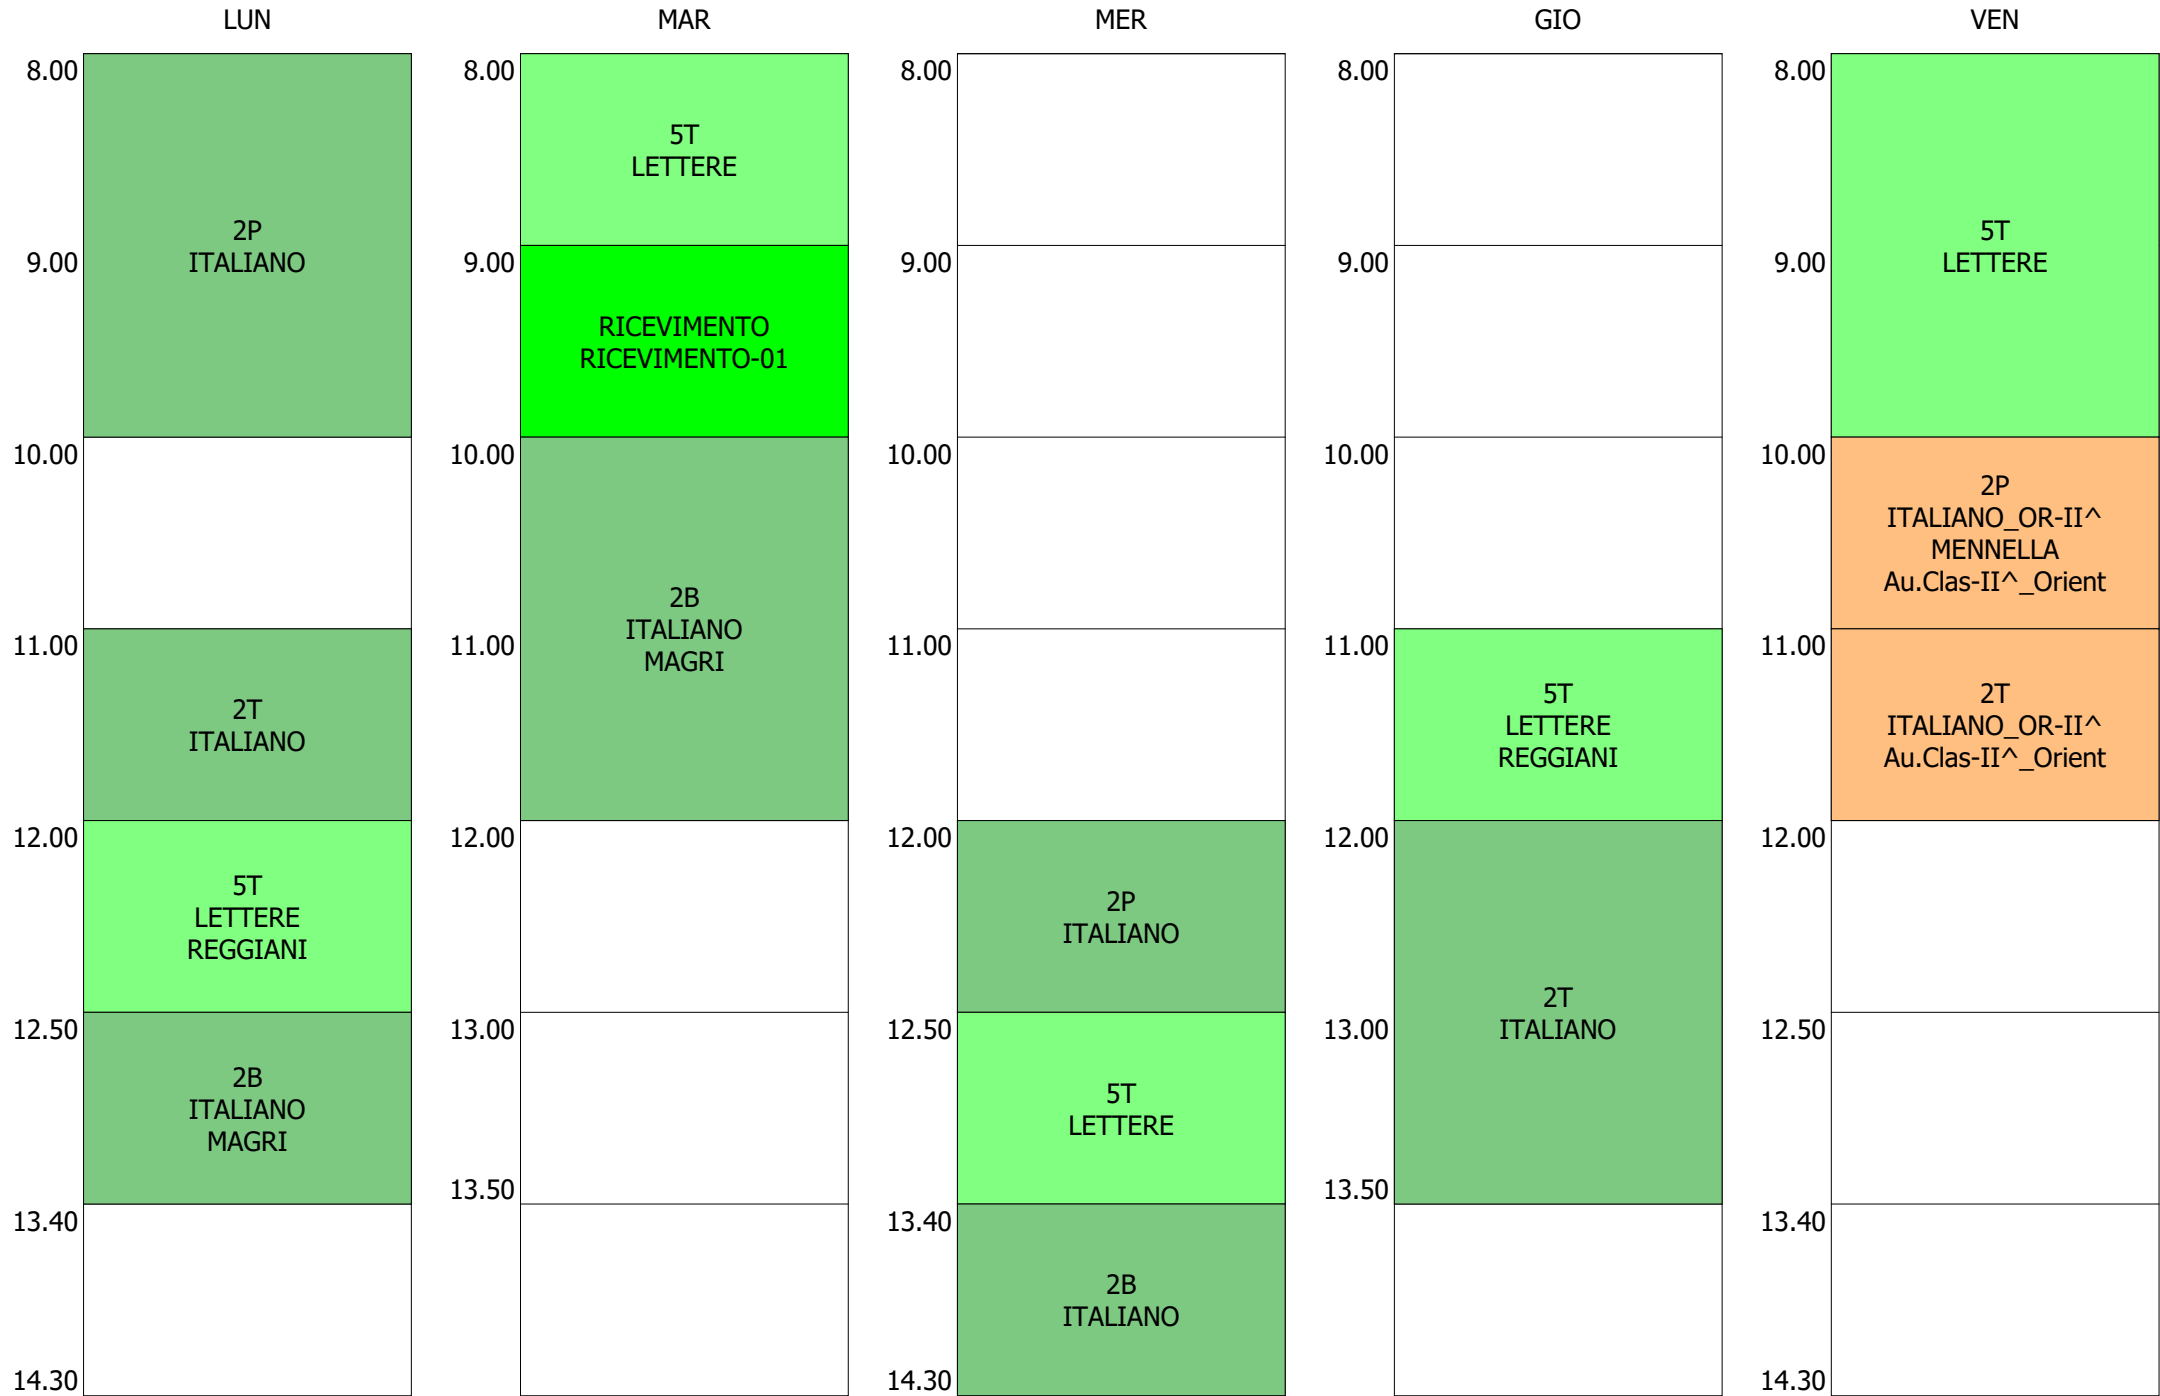 LUN
MAR
MER
GIO
VEN
8.00
9.00
10.00
11.00
12.00
12.50
13.40
14.30
2P
ITALIANO
2T
ITALIANO
5T
LETTERE
REGGIANI
2B
ITALIANO
MAGRI
8.00
9.00
10.00
11.00
12.00
13.00
13.50
5T
LETTERE
RICEVIMENTO
RICEVIMENTO-01
2B
ITALIANO
MAGRI
8.00
9.00
10.00
11.00
12.00
12.50
13.40
14.30
2P
ITALIANO
5T
LETTERE
2B
ITALIANO
8.00
9.00
10.00
11.00
12.00
13.00
13.50
5T
LETTERE
REGGIANI
2T
ITALIANO
8.00
9.00
10.00
11.00
12.00
12.50
13.40
14.30
5T
LETTERE
2P
ITALIANO_OR-II^
MENNELLA
Au.Clas-II^_Orient
2T
ITALIANO_OR-II^
Au.Clas-II^_Orient